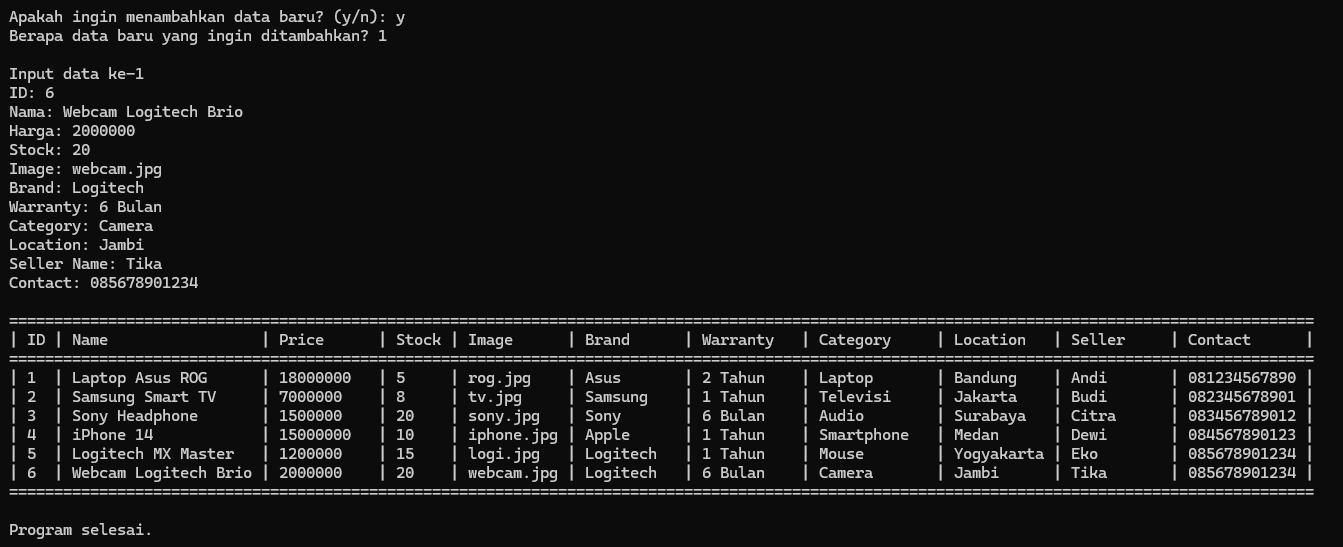 Apakah ingin menambahkan data baru? (y/n): y
Berapa data baru yang ingin ditambahkan? 1
Input data ke-1
ID: 6
Nama: Webcam Logitech Brio
Harga: 2000000
Stock: 20
Image: webcam.jpg
Brand: Logitech
Warranty: 6 Bulan
Category: Camera
Location: Jambi
Seller Name: Tika
Contact: 085678901234
=================================================================================================================================================
| ID | Name                 | Price      | Stock | Image      | Brand      | Warranty   | Category     | Location   | Seller     | Contact      |
=================================================================================================================================================
| 1  | Laptop Asus ROG      | 18000000   | 5     | rog.jpg    | Asus       | 2 Tahun    | Laptop       | Bandung    | Andi       | 081234567890 |
| 2  | Samsung Smart TV     | 7000000    | 8     | tv.jpg     | Samsung    | 1 Tahun    | Televisi     | Jakarta    | Budi       | 082345678901 |
| 3  | Sony Headphone       | 1500000    | 20    | sony.jpg   | Sony       | 6 Bulan    | Audio        | Surabaya   | Citra      | 083456789012 |
| 4  | iPhone 14            | 15000000   | 10    | iphone.jpg | Apple      | 1 Tahun    | Smartphone   | Medan      | Dewi       | 084567890123 |
| 5  | Logitech MX Master   | 1200000    | 15    | logi.jpg   | Logitech   | 1 Tahun    | Mouse        | Yogyakarta | Eko        | 085678901234 |
| 6  | Webcam Logitech Brio | 2000000    | 20    | webcam.jpg | Logitech   | 6 Bulan    | Camera       | Jambi      | Tika       | 085678901234 |
=================================================================================================================================================
Program selesai.